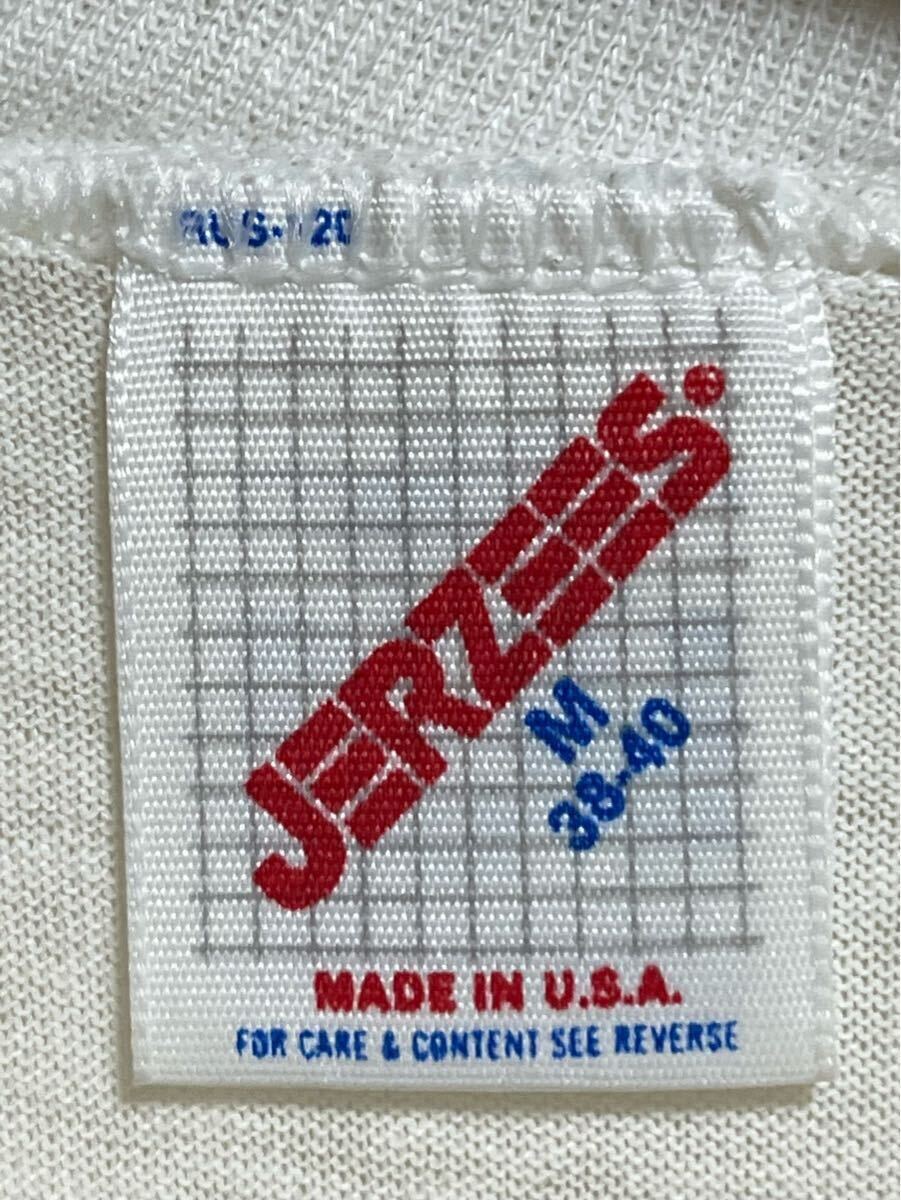 JERZEES®
M
38-40
MADE IN U.S.A.
FOR CARE & CONTENT SEE REVERSE